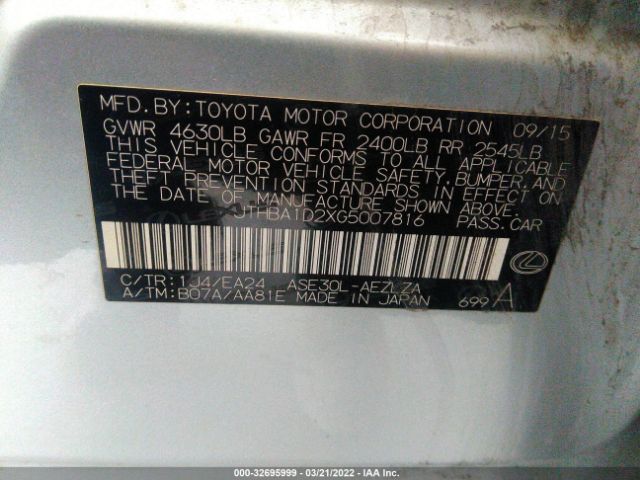 MFD. BY: TOYOTA MOTOR CORPORATION 09/15
GVWR 4630LB GAWR FR 2400LB RR 2545LB
THIS VEHICLE CONFORMS TO ALL APPLICABLE
FEDERAL MOTOR VEHICLE SAFETY, BUMPER, AND
THEFT PREVENTION STANDARDS IN EFFECT ON
THE DATE OF MANUFACTURE SHOWN ABOVE.
JTHBA1D2XG5007816 PASS. CAR
LEXUS
C/TR: 1J4/EA24 ASE30L-AEZLZA
A/TM: B07A/AA81E MADE IN JAPAN 699A
000-32695999 — 03/21/2022 — IAA Inc.